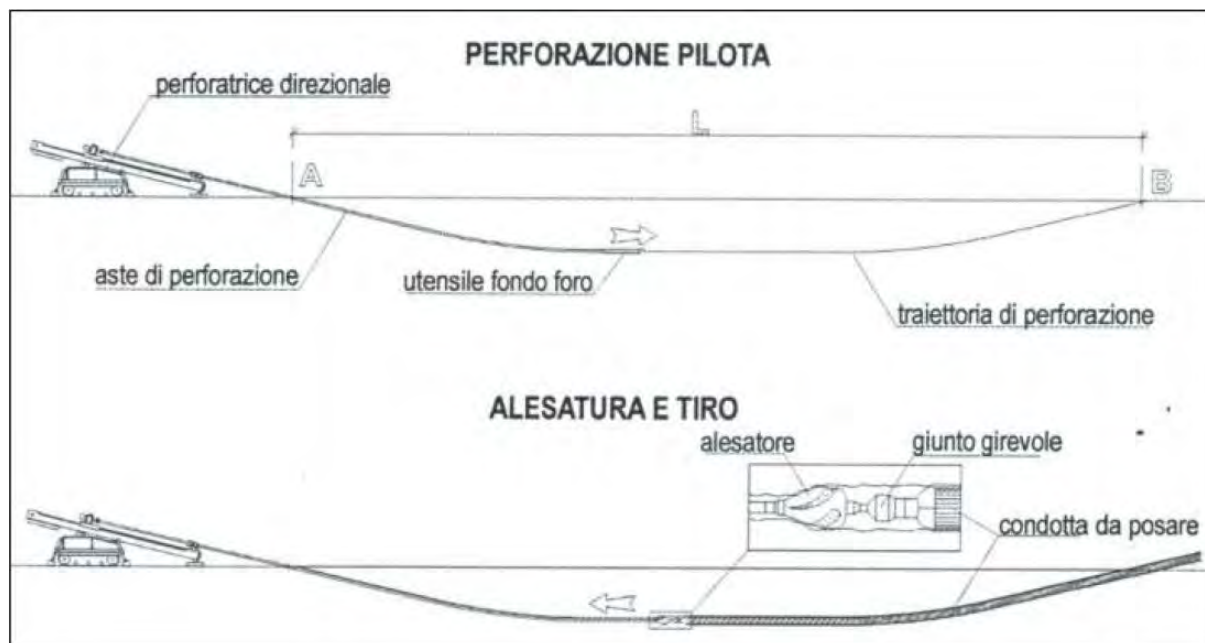 PERFORAZIONE PILOTA
perforatrice direzionale
L
A
B
aste di perforazione
utensile fondo foro
traiettoria di perforazione
ALESATURA E TIRO
alesatore
giunto girevole
condotta da posare